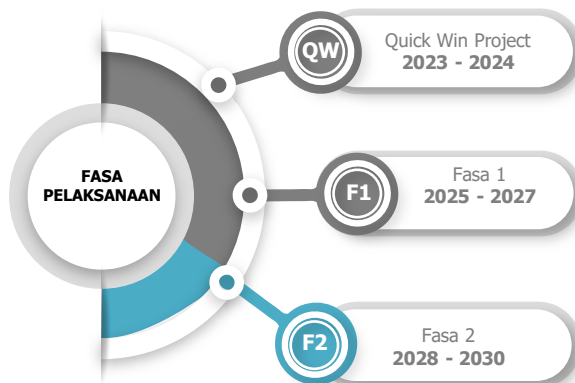 QW
Quick Win Project
2023 - 2024
FASA
PELAKSANAAN
F1
Fasa 1
2025 - 2027
F2
Fasa 2
2028 - 2030